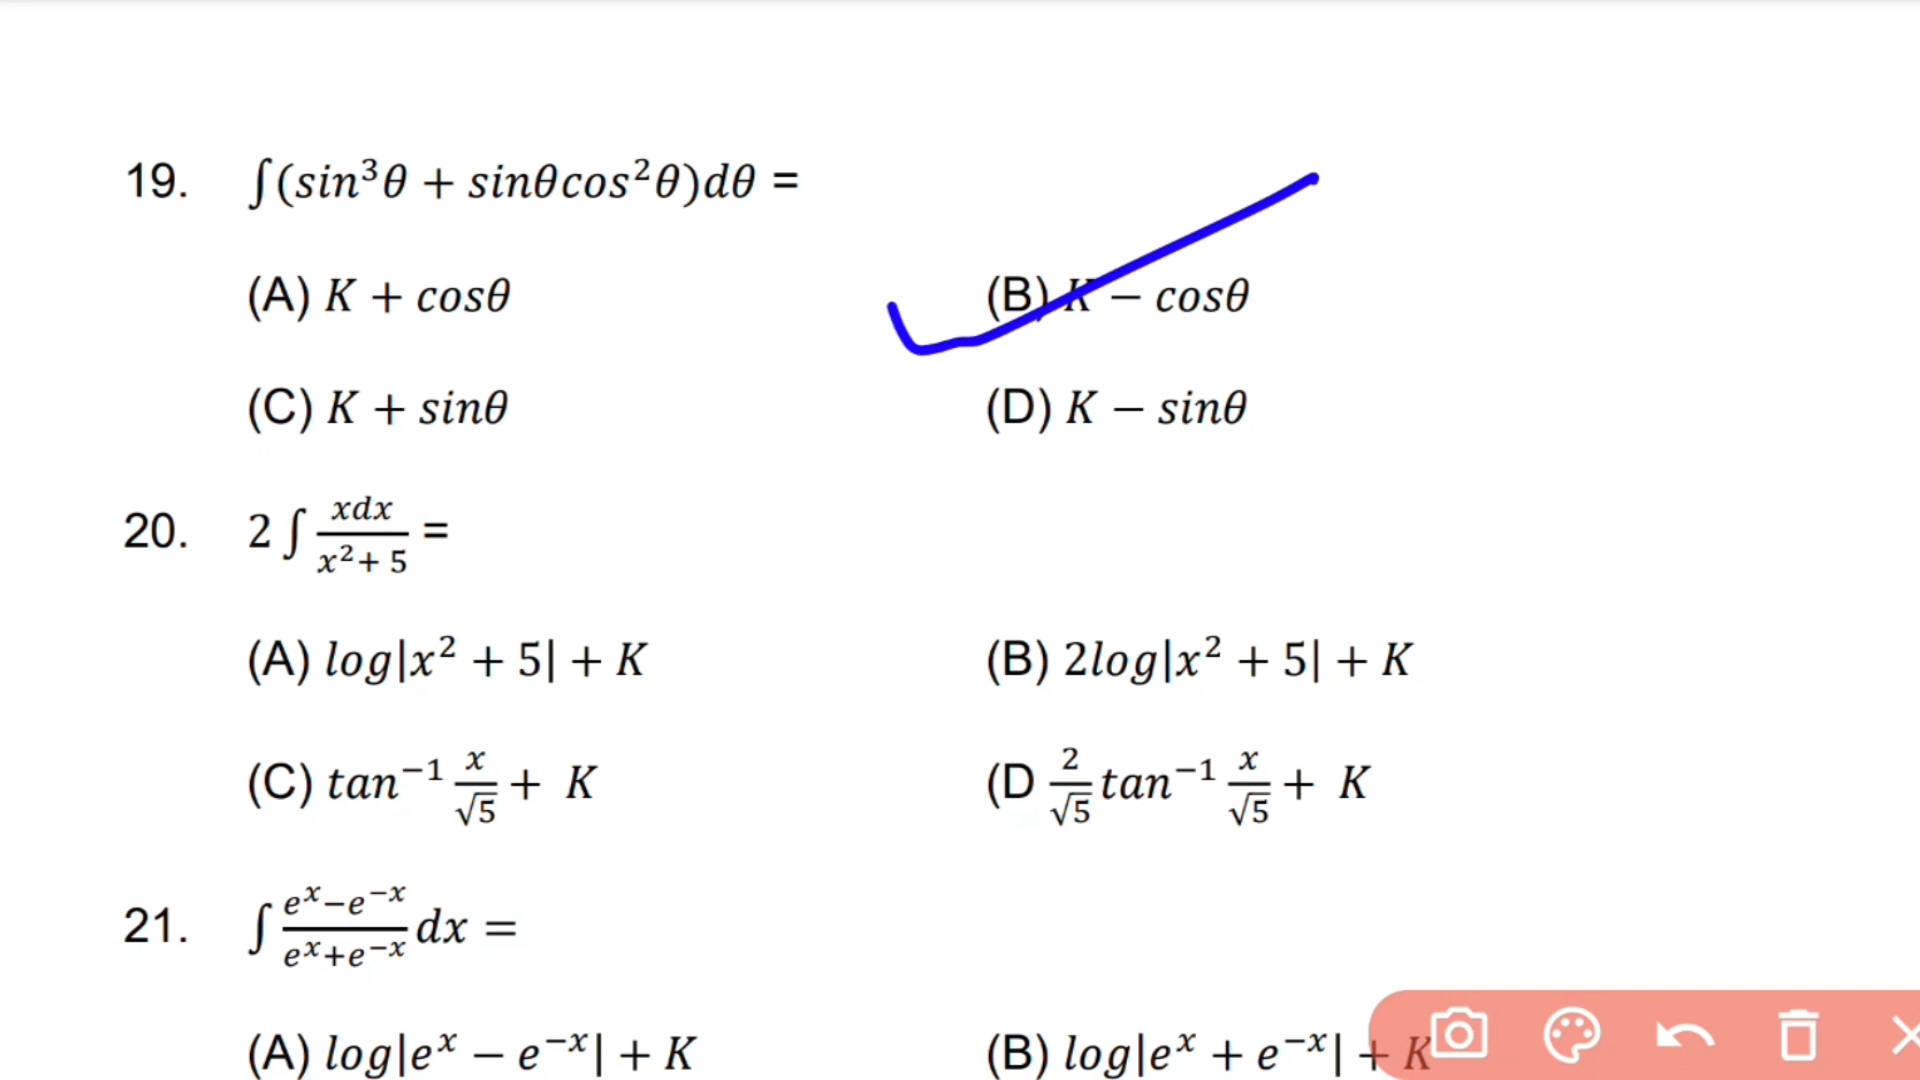 19. ∫(sin³θ + sinθcos²θ)dθ =
(A) K + cosθ (B) K − cosθ
(C) K + sinθ (D) K − sinθ
20. 2 ∫ xdx/(x²+ 5) =
(A) log|x² + 5| + K (B) 2log|x² + 5| + K
(C) tan⁻¹ x/√5 + K (D 2/√5 tan⁻¹ x/√5 + K
21. ∫ (eˣ−e⁻ˣ)/(eˣ+e⁻ˣ) dx =
(A) log|eˣ − e⁻ˣ| + K (B) log|eˣ + e⁻ˣ| + K